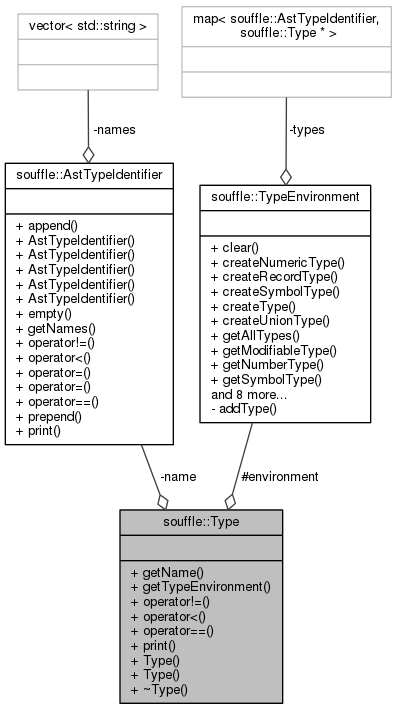 vector< std::string >
map< souffle::AstTypeIdentifier,
souffle::Type * >
-names
-types
souffle::AstTypeIdentifier
+ append()
+ AstTypeIdentifier()
+ AstTypeIdentifier()
+ AstTypeIdentifier()
+ AstTypeIdentifier()
+ AstTypeIdentifier()
+ empty()
+ getNames()
+ operator!=()
+ operator<()
+ operator=()
+ operator=()
+ operator==()
+ prepend()
+ print()
souffle::TypeEnvironment
+ clear()
+ createNumericType()
+ createRecordType()
+ createSymbolType()
+ createType()
+ createUnionType()
+ getAllTypes()
+ getModifiableType()
+ getNumberType()
+ getSymbolType()
and 8 more...
- addType()
-name
#environment
souffle::Type
+ getName()
+ getTypeEnvironment()
+ operator!=()
+ operator<()
+ operator==()
+ print()
+ Type()
+ Type()
+ ~Type()